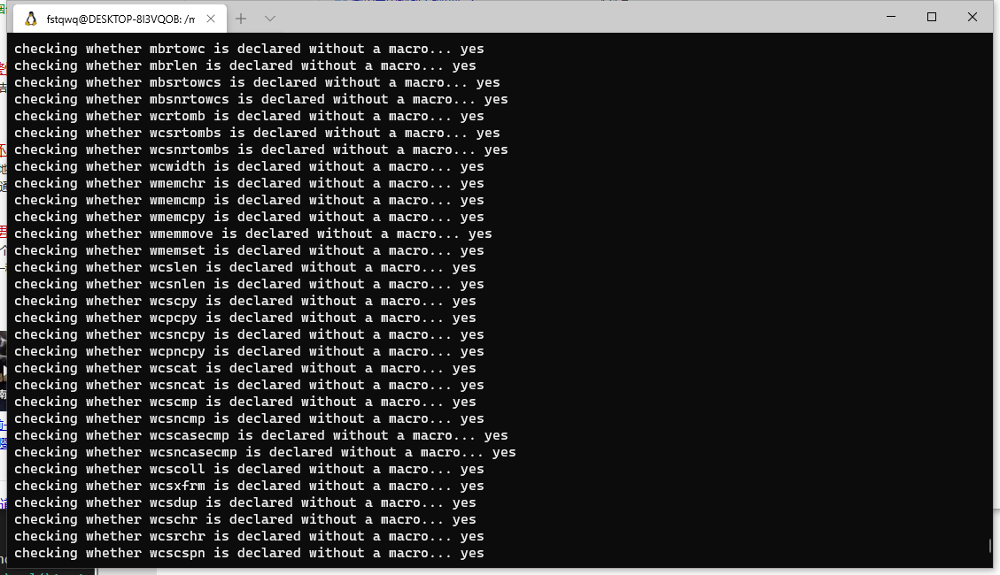 fstqwq@DESKTOP-8I3VQOB: /m
checking whether mbrtowc is declared without a macro... yes
checking whether mbrlen is declared without a macro... yes
checking whether mbsrtowcs is declared without a macro... yes
checking whether mbsnrtowcs is declared without a macro... yes
checking whether wcrtomb is declared without a macro... yes
checking whether wcsrtombs is declared without a macro... yes
checking whether wcsnrtombs is declared without a macro... yes
checking whether wcwidth is declared without a macro... yes
checking whether wmemchr is declared without a macro... yes
checking whether wmemcmp is declared without a macro... yes
checking whether wmemcpy is declared without a macro... yes
checking whether wmemmove is declared without a macro... yes
checking whether wmemset is declared without a macro... yes
checking whether wcslen is declared without a macro... yes
checking whether wcsnlen is declared without a macro... yes
checking whether wcscpy is declared without a macro... yes
checking whether wcpcpy is declared without a macro... yes
checking whether wcsncpy is declared without a macro... yes
checking whether wcpncpy is declared without a macro... yes
checking whether wcscat is declared without a macro... yes
checking whether wcsncat is declared without a macro... yes
checking whether wcscmp is declared without a macro... yes
checking whether wcsncmp is declared without a macro... yes
checking whether wcscasecmp is declared without a macro... yes
checking whether wcsncasecmp is declared without a macro... yes
checking whether wcscoll is declared without a macro... yes
checking whether wcsxfrm is declared without a macro... yes
checking whether wcsdup is declared without a macro... yes
checking whether wcschr is declared without a macro... yes
checking whether wcsrchr is declared without a macro... yes
checking whether wcscspn is declared without a macro... yes